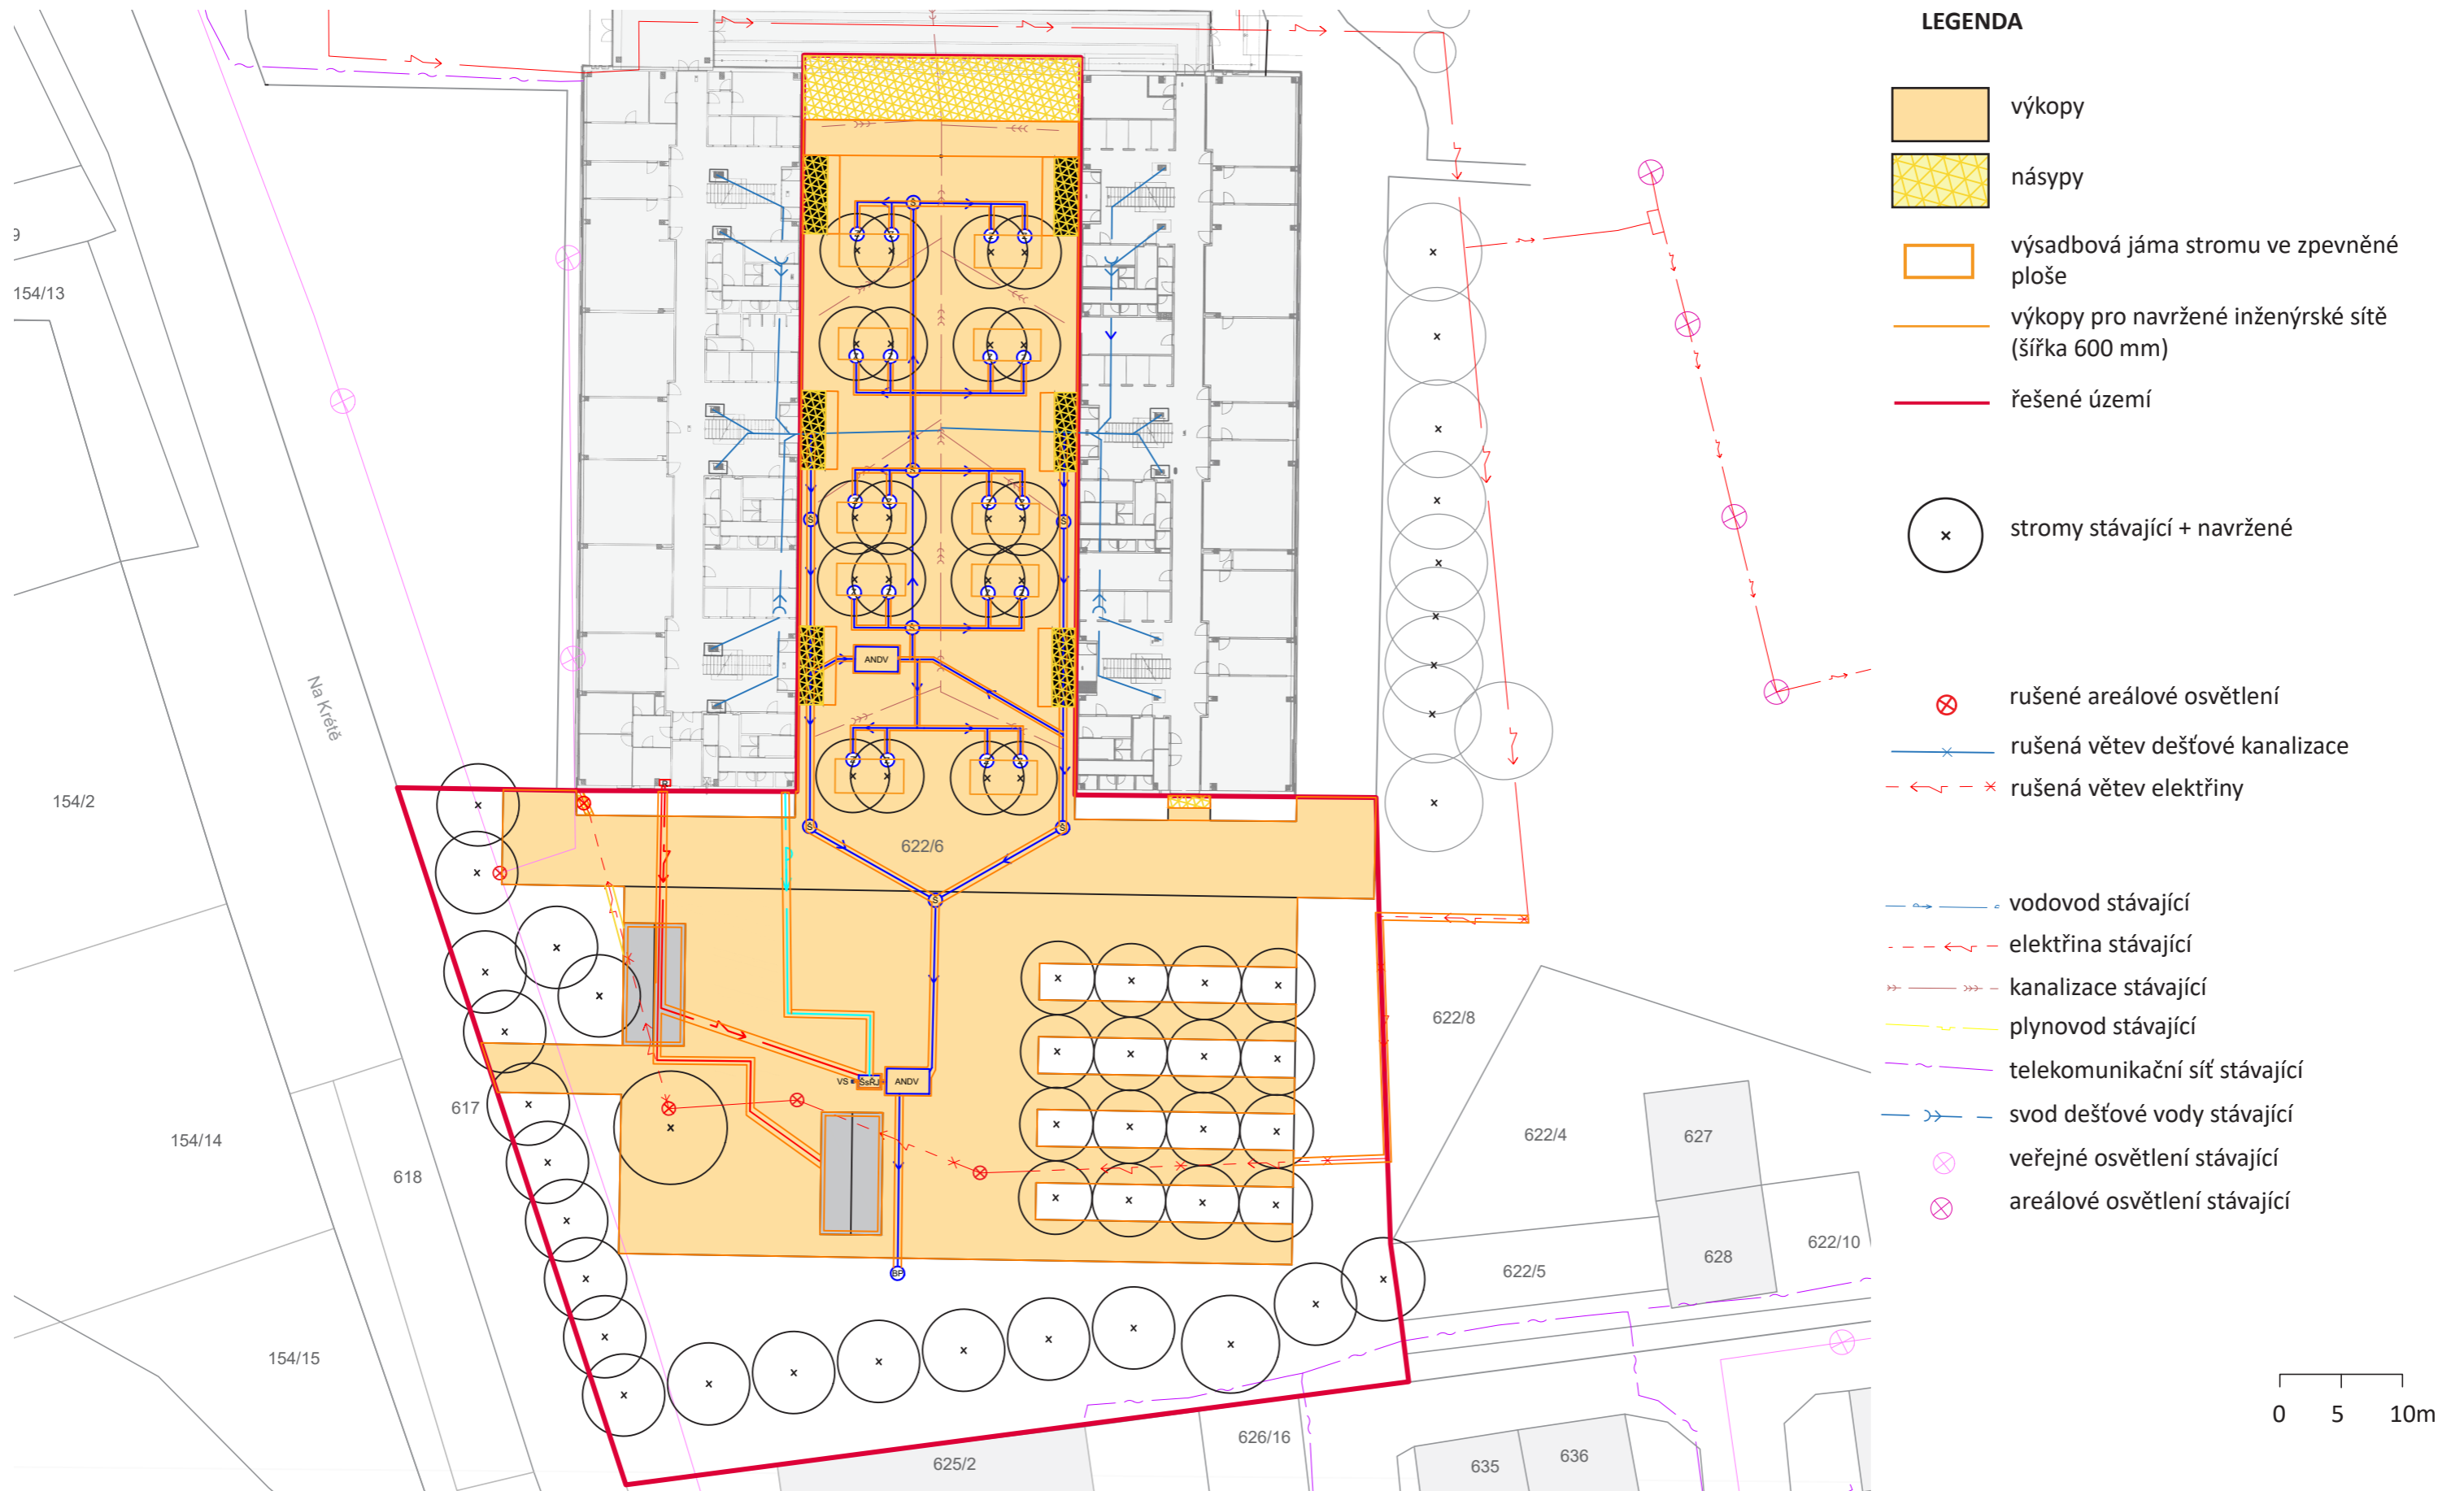 LEGENDA
výkopy
násypy
výsadbová jáma stromu ve zpevněné
ploše
výkopy pro navržené inženýrské sítě
(šířka 600 mm)
řešené území
stromy stávající + navržené
rušené areálové osvětlení
rušená větev dešťové kanalizace
rušená větev elektřiny
vodovod stávající
elektřina stávající
kanalizace stávající
plynovod stávající
telekomunikační síť stávající
svod dešťové vody stávající
veřejné osvětlení stávající
areálové osvětlení stávající
0 5 10m
9
154/13
Na Krétě
154/2
ANDV
622/6
622/8
VS
ANDV
617
154/14
618
622/4
627
628
622/10
622/5
154/15
BP
626/16
625/2
635
636